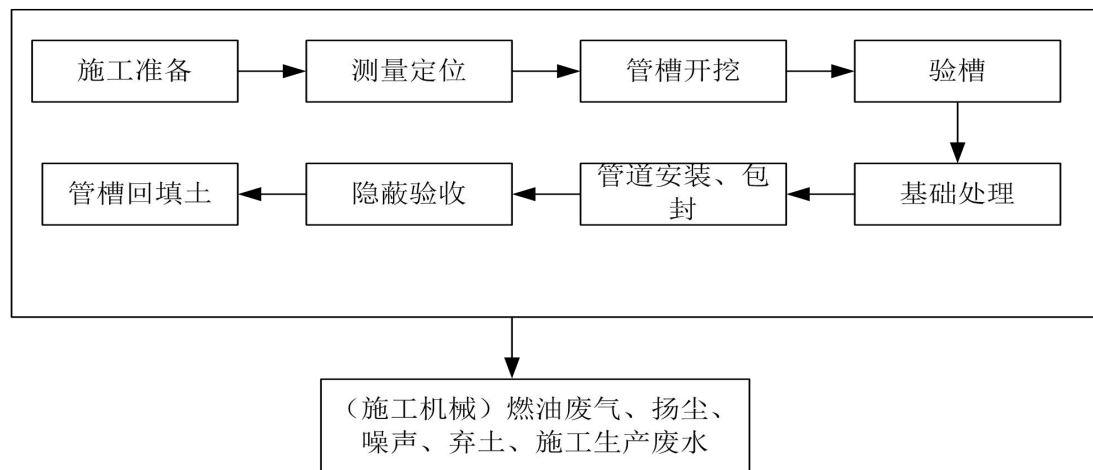 施工准备
测量定位
管槽开挖
验槽
基础处理
管道安装、包
封
隐蔽验收
管槽回填土
（施工机械）燃油废气、扬尘、
噪声、弃土、施工生产废水